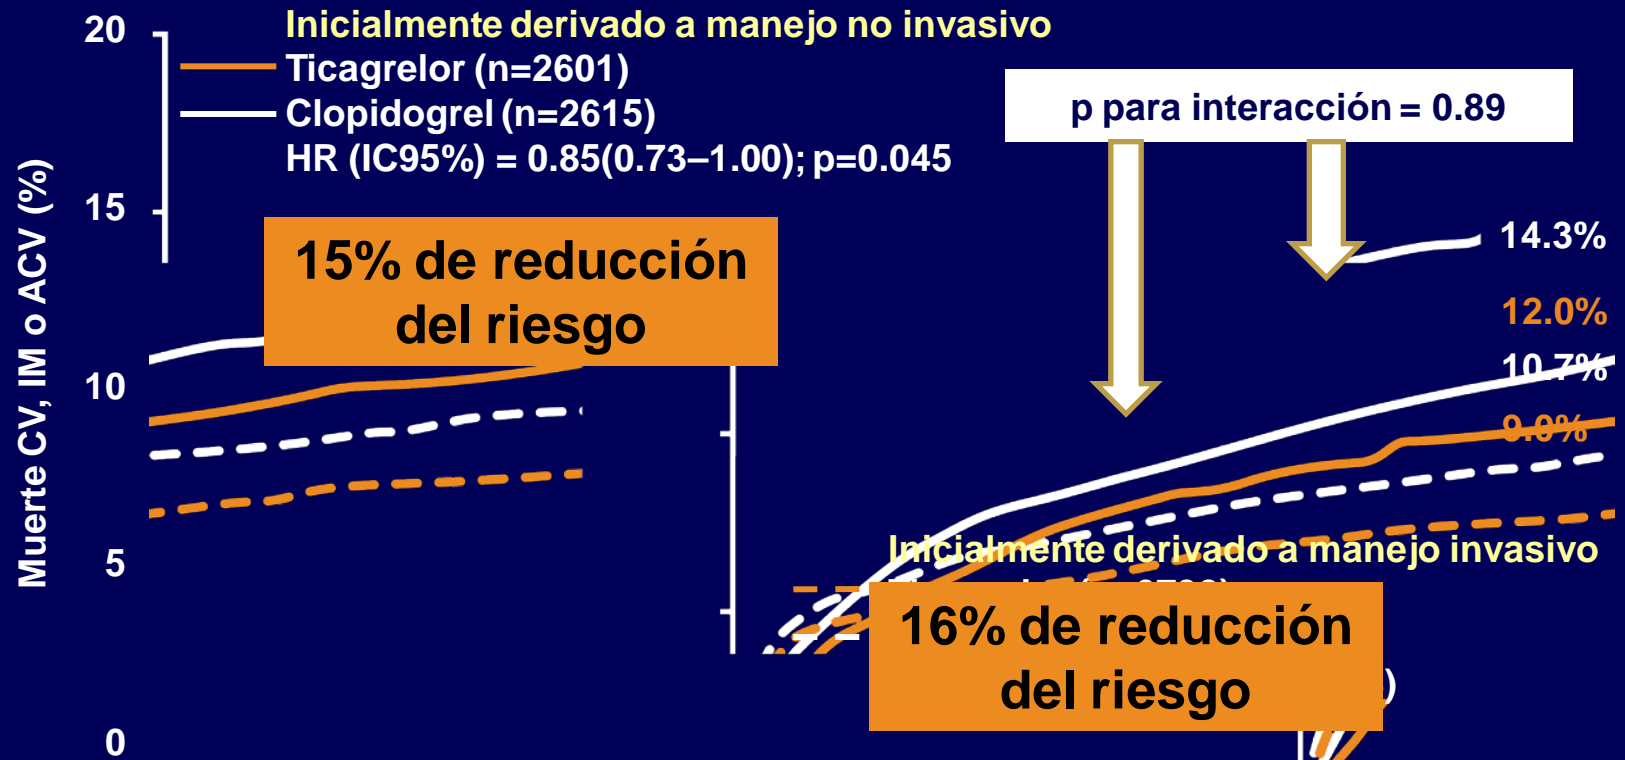 20
Inicialmente derivado a manejo no invasivo
Ticagrelor (n=2601)
Clopidogrel (n=2615)
HR (IC95%) = 0.85(0.73–1.00); p=0.045
p para interacción = 0.89
15
Muerte CV, IM o ACV (%)
15% de reducción
del riesgo
14.3%
12.0%
10.7%
9.0%
10
5
Inicialmente derivado a manejo invasivo
16% de reducción
del riesgo
)
0